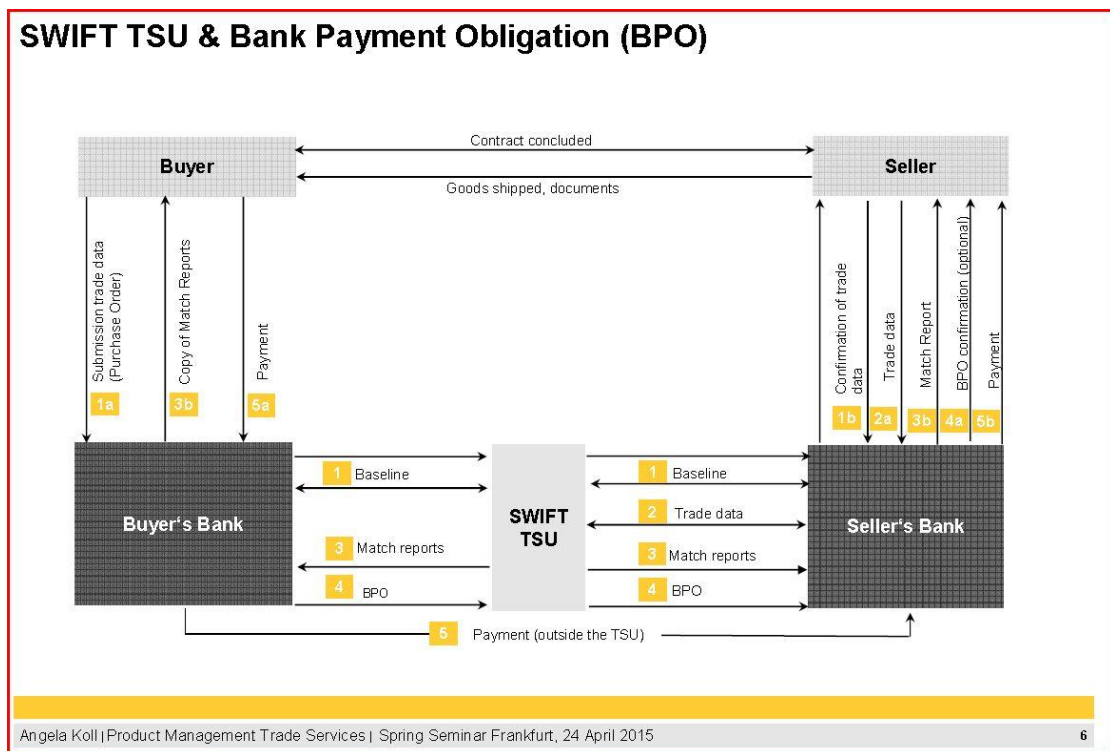 SWIFT TSU & Bank Payment Obligation (BPO)
Contract concluded
Buyer
Seller
Goods shipped, documents
Submission trade data
(Purchase Order)
Copy of Match Reports
Payment
Confirmation of trade
data
Trade data
Match Report
BPO confirmation (optional)
Payment
1a
3b
5a
1b
2a
3b
4a
5b
1 Baseline
1 Baseline
Buyer‘s Bank
SWIFT
TSU
2 Trade data
Seller‘s Bank
3 Match reports
3 Match reports
4 BPO
4 BPO
5 Payment (outside the TSU)
Angela Koll | Product Management Trade Services | Spring Seminar Frankfurt, 24 April 2015
6